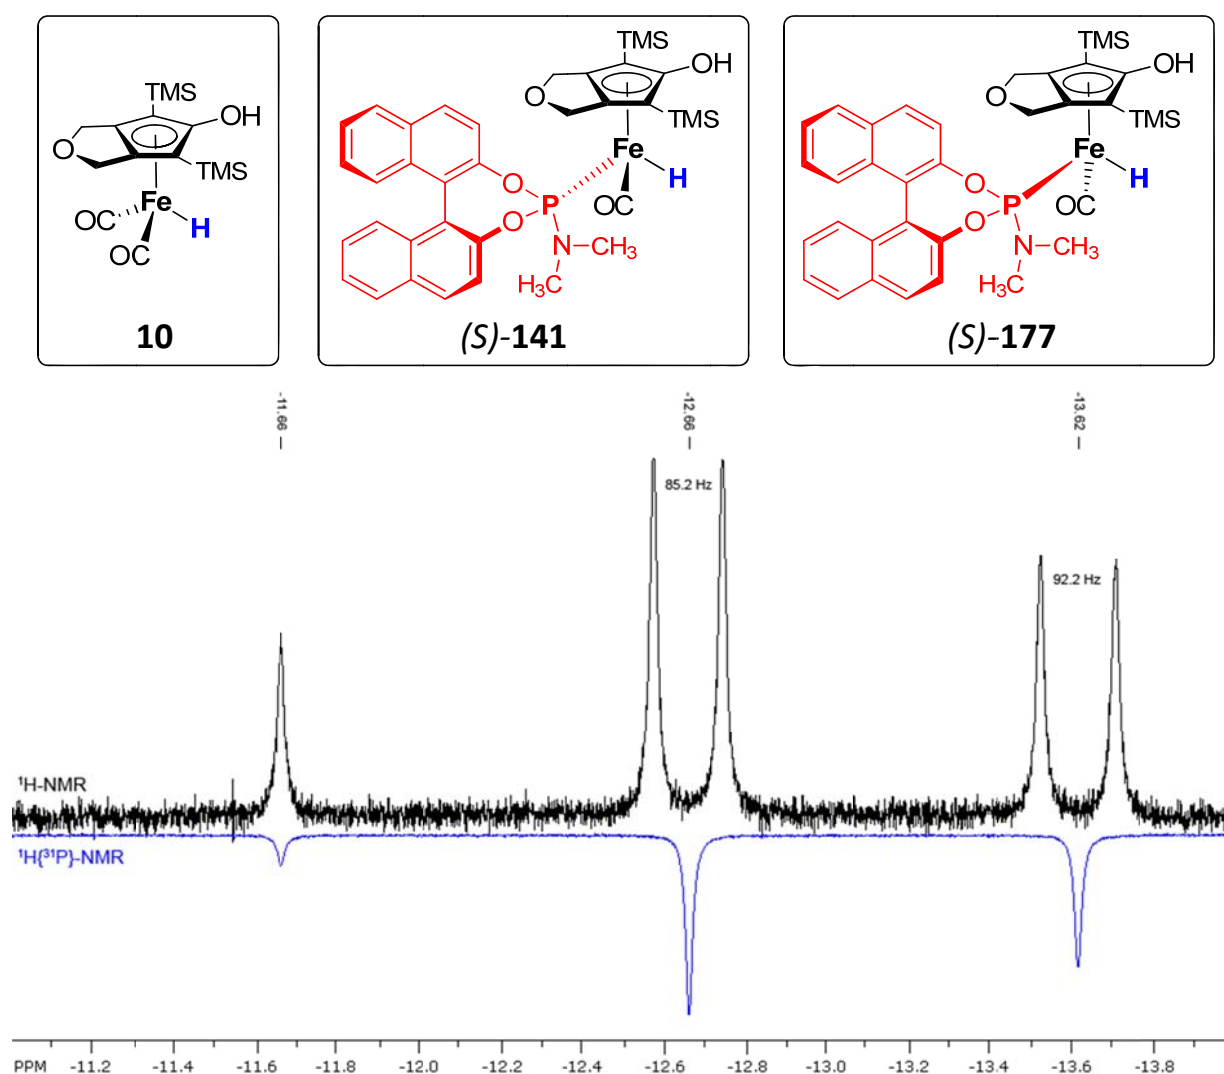 TMS
OH
O
TMS
Fe
OC
H
OC
10
TMS
OH
O
TMS
Fe
H
OC
O
P
O
N
CH3
H3C
(S)-141
TMS
OH
O
TMS
Fe
H
OC
O
P
O
N
CH3
H3C
(S)-177
-11.66
-12.66
-13.62
85.2 Hz
92.2 Hz
¹H-NMR
¹H{³¹P}-NMR
PPM -11.2 -11.4 -11.6 -11.8 -12.0 -12.2 -12.4 -12.6 -12.8 -13.0 -13.2 -13.4 -13.6 -13.8